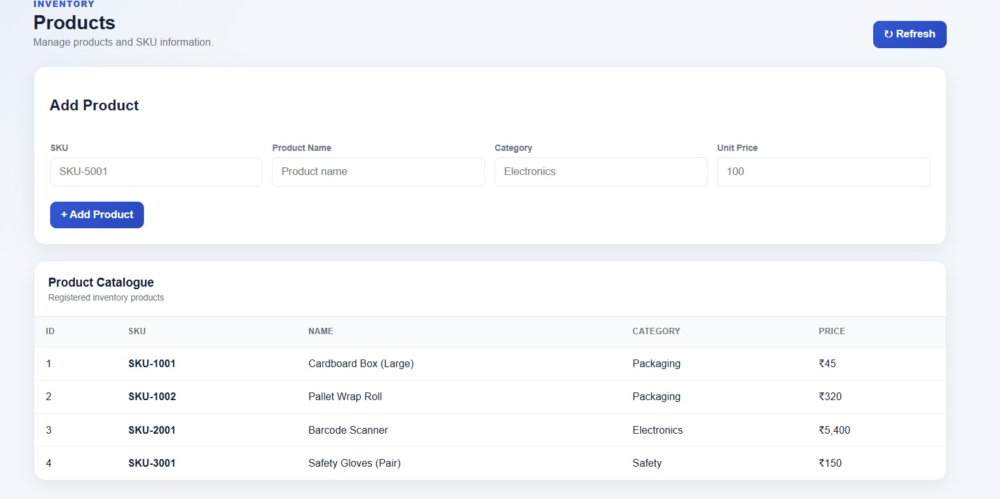 INVENTORY
Products
Manage products and SKU information.
↻ Refresh
Add Product
SKU Product Name Category Unit Price
SKU-5001 Product name Electronics 100
+ Add Product
Product Catalogue
Registered inventory products
ID SKU NAME CATEGORY PRICE
1 SKU-1001 Cardboard Box (Large) Packaging ₹45
2 SKU-1002 Pallet Wrap Roll Packaging ₹320
3 SKU-2001 Barcode Scanner Electronics ₹5,400
4 SKU-3001 Safety Gloves (Pair) Safety ₹150